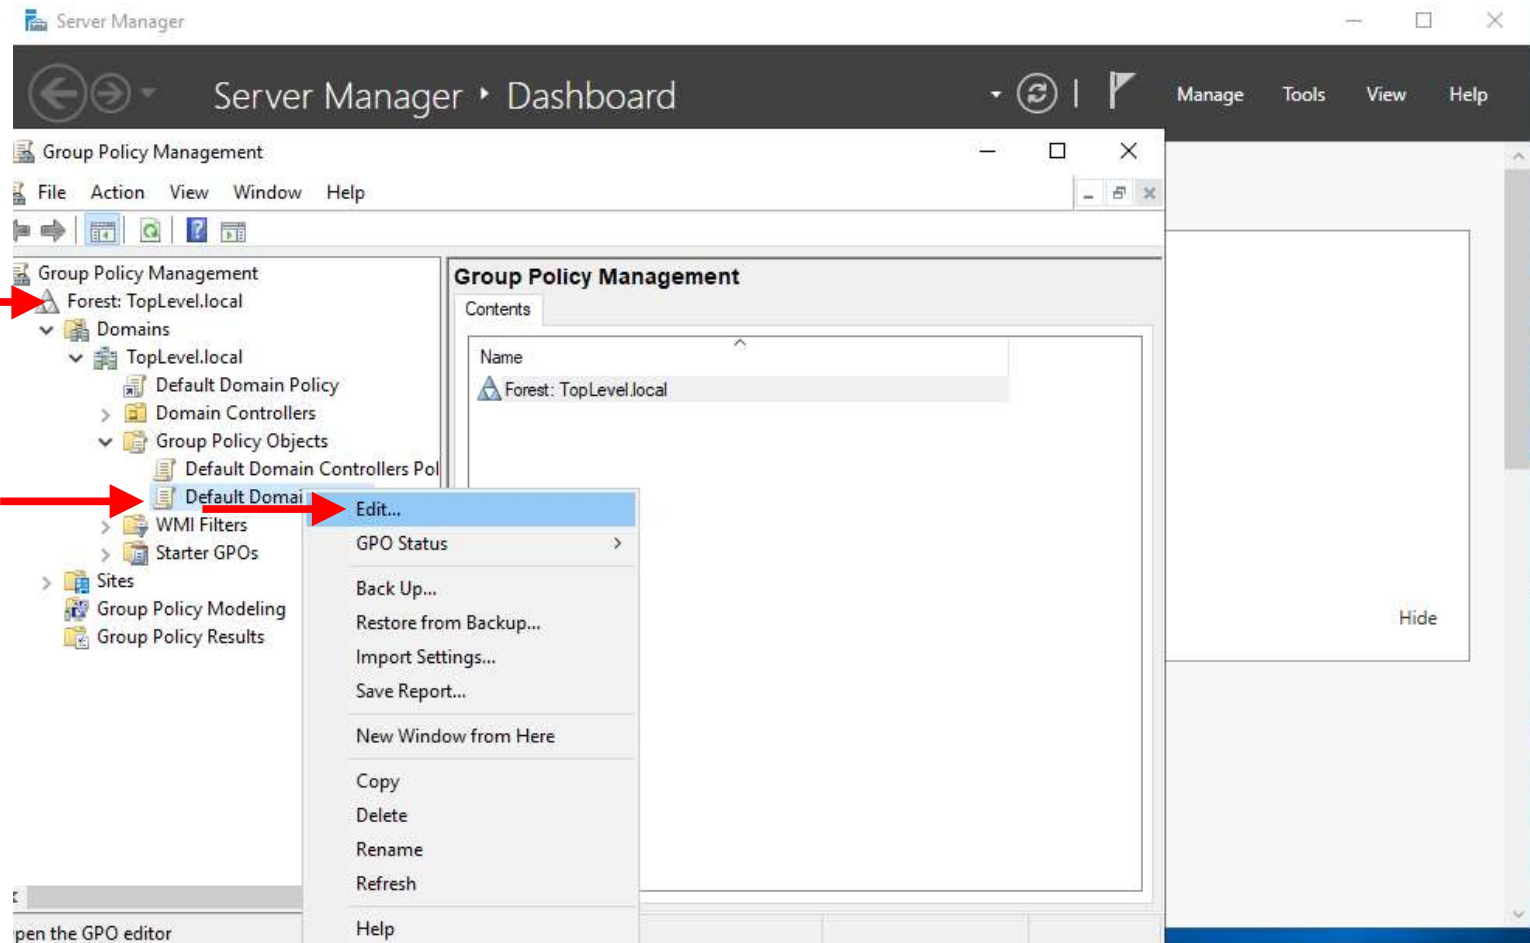 Server Manager
Server Manager • Dashboard
Manage Tools View Help
Group Policy Management
File Action View Window Help
Group Policy Management
Forest: TopLevel.local
Domains
TopLevel.local
Default Domain Policy
Domain Controllers
Group Policy Objects
Default Domain Controllers Pol
Default Domai
WMI Filters
Starter GPOs
Sites
Group Policy Modeling
Group Policy Results
Group Policy Management
Contents
Name
Forest: TopLevel.local
Edit...
GPO Status
Back Up...
Restore from Backup...
Import Settings...
Save Report...
New Window from Here
Copy
Delete
Rename
Refresh
Help
Hide
pen the GPO editor